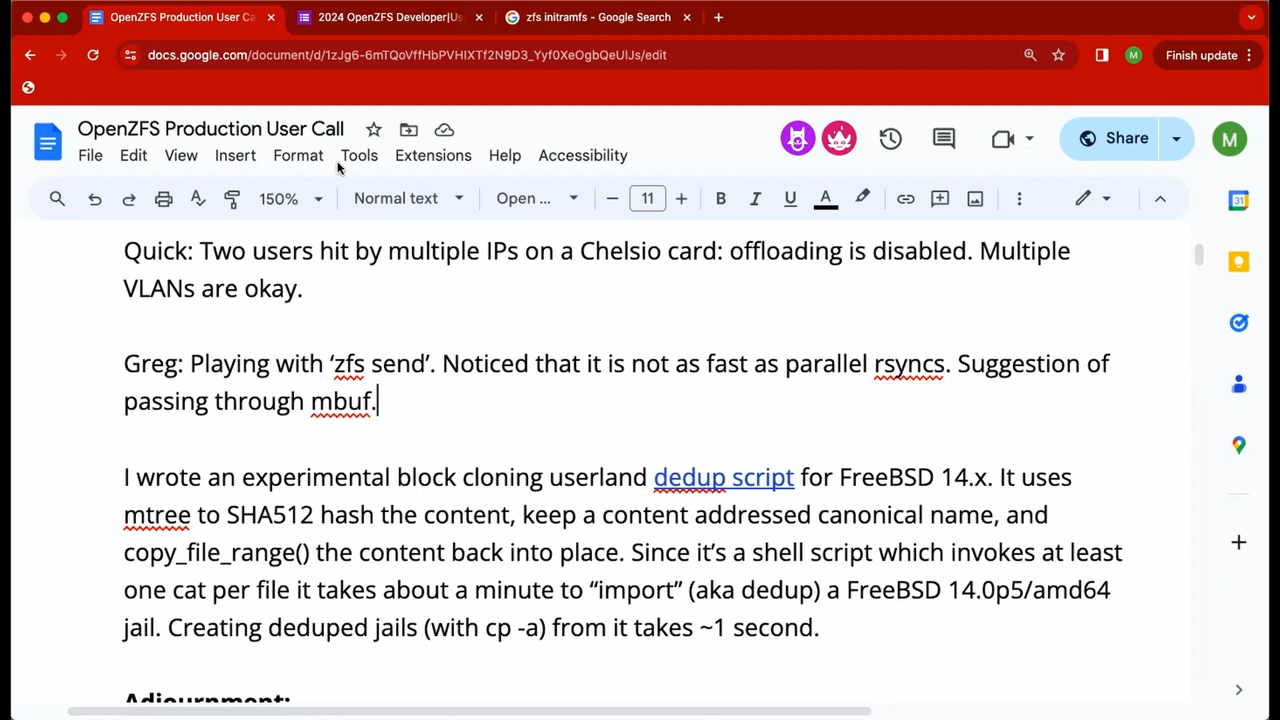 OpenZFS Production User Ca
2024 OpenZFS Developer|Us
zfs initramfs - Google Search
docs.google.com/document/d/1zJg6-6mTQoVffHbPVHIXTf2N9D3_Yyf0XeOgbQeUlJs/edit
M
Finish update
OpenZFS Production User Call
File Edit View Insert Format Tools Extensions Help Accessibility
Share
M
150%
Normal text
Open ...
11
B I U A
31
Quick: Two users hit by multiple IPs on a Chelsio card: offloading is disabled. Multiple
VLANs are okay.
Greg: Playing with ‘zfs send’. Noticed that it is not as fast as parallel rsyncs. Suggestion of
passing through mbuf.
I wrote an experimental block cloning userland dedup script for FreeBSD 14.x. It uses
mtree to SHA512 hash the content, keep a content addressed canonical name, and
copy_file_range() the content back into place. Since it’s a shell script which invokes at least
one cat per file it takes about a minute to “import” (aka dedup) a FreeBSD 14.0p5/amd64
jail. Creating deduped jails (with cp -a) from it takes ~1 second.
Adjournment: